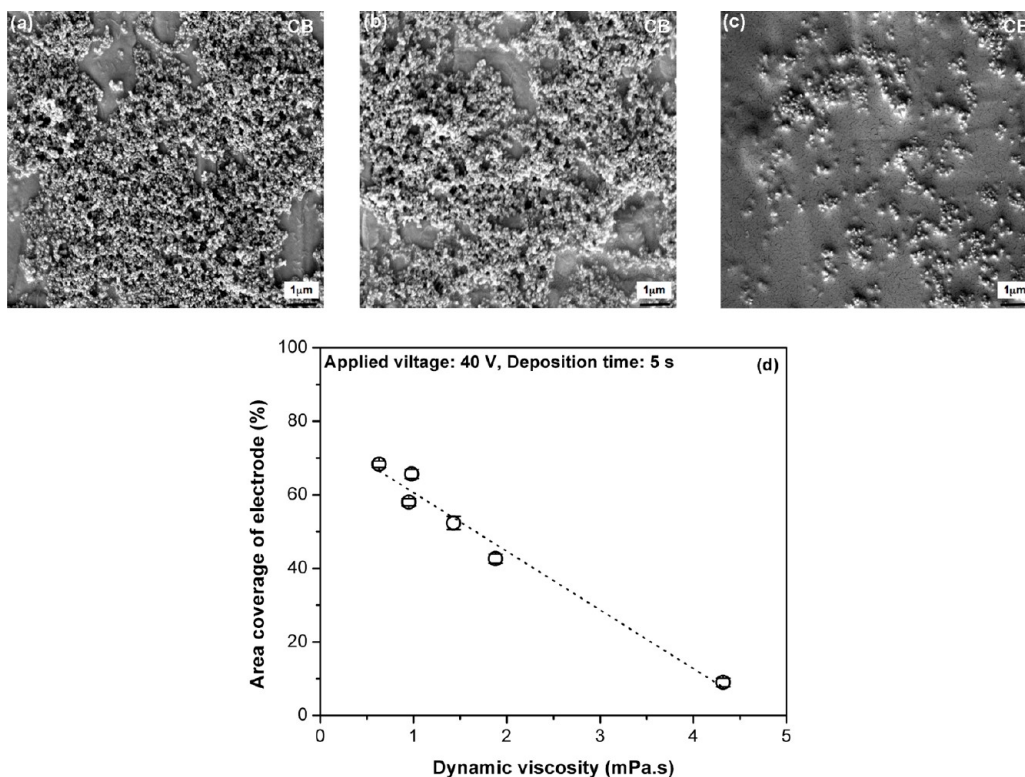 (a) CB
1μm
(b) CB
1μm
(c) CB
1μm
Applied viltage: 40 V, Deposition time: 5 s (d)
100
80
60
40
20
0
Area coverage of electrode (%)
0 1 2 3 4 5
Dynamic viscosity (mPa.s)